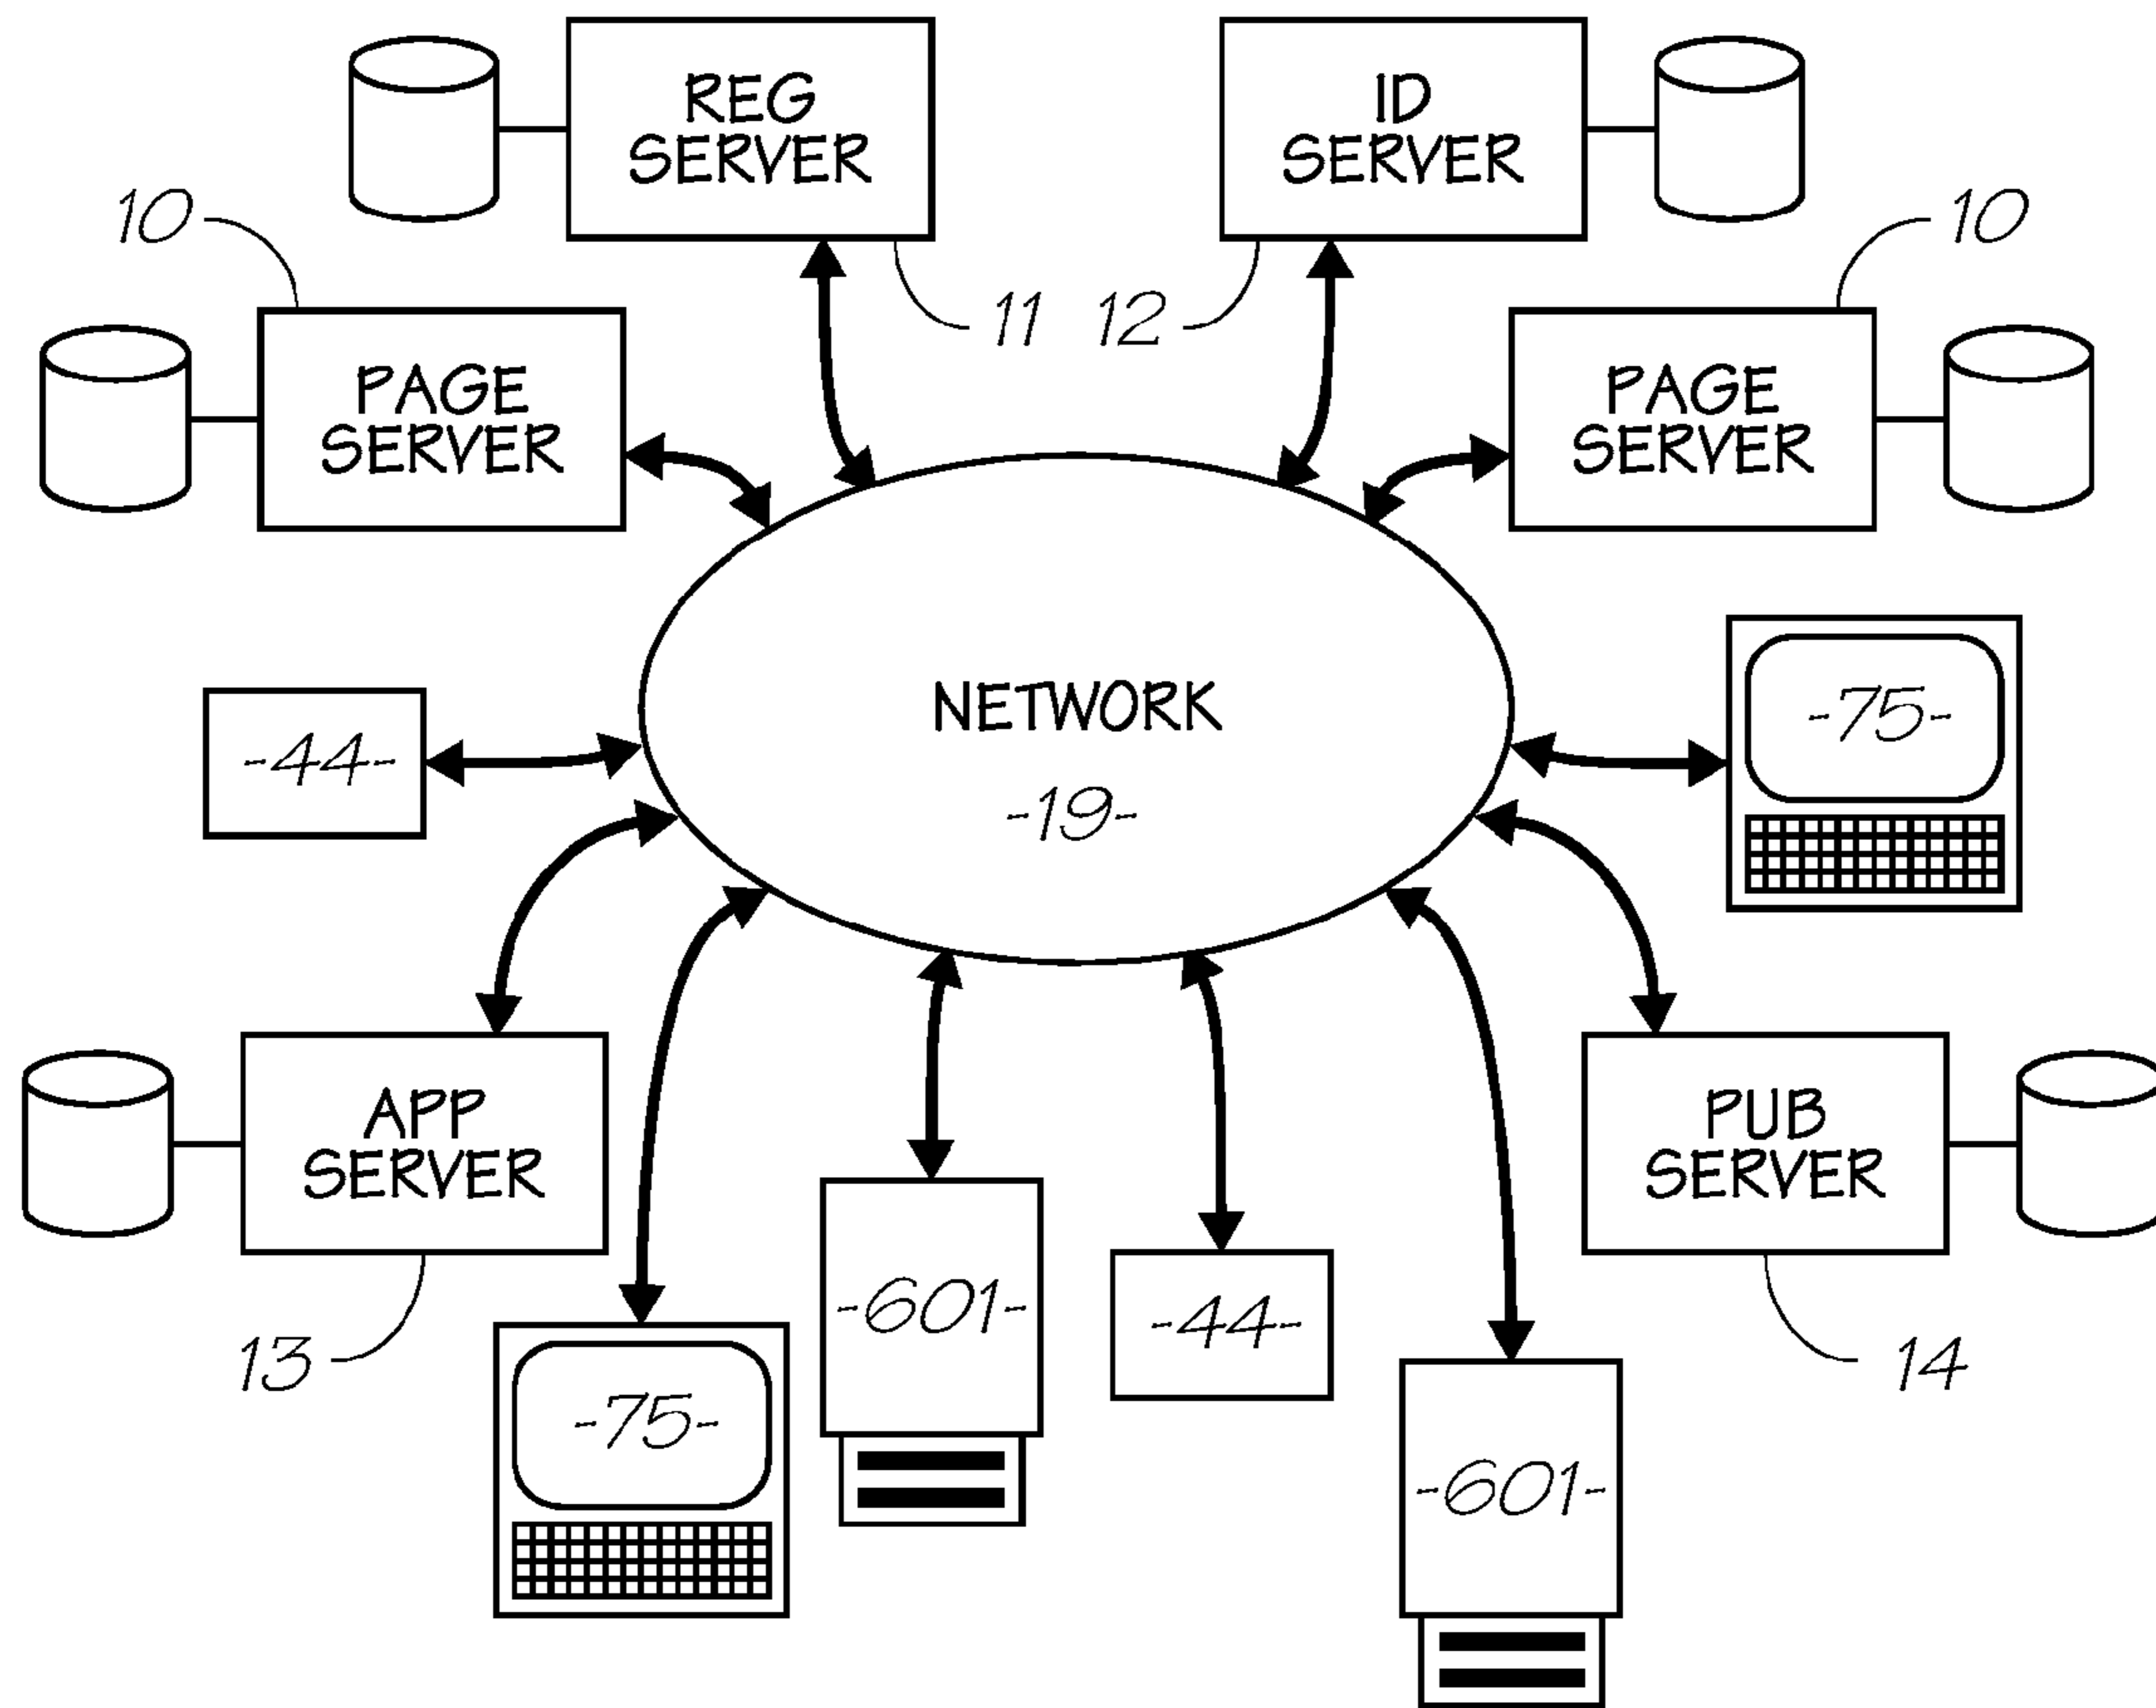 REG
SERVER
ID
SERVER
10
10
11
12
PAGE
SERVER
PAGE
SERVER
NETWORK
-19-
-75-
-44-
APP
SERVER
PUB
SERVER
-601-
-44-
13
14
-75-
-601-